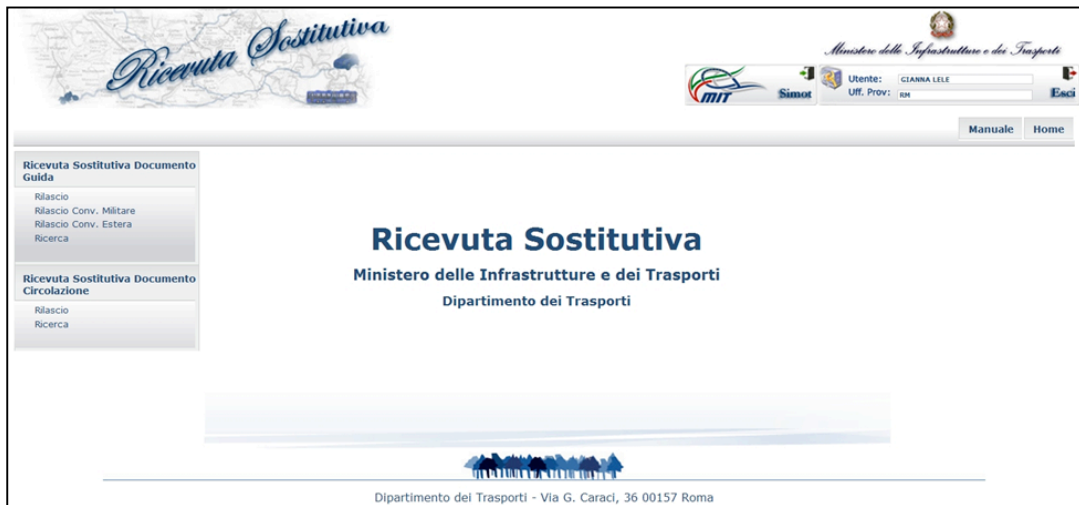 Ricevuta Sostitutiva
Ministero delle Infrastrutture e dei Trasporti
MIT
Simot
Utente: GIANNA LELE
Uff. Prov: RM
Esci
Manuale Home
Ricevuta Sostitutiva Documento
Guida
Rilascio
Rilascio Conv. Militare
Rilascio Conv. Estera
Ricerca
Ricevuta Sostitutiva Documento
Circolazione
Rilascio
Ricerca
Ricevuta Sostitutiva
Ministero delle Infrastrutture e dei Trasporti
Dipartimento dei Trasporti
Dipartimento dei Trasporti - Via G. Caraci, 36 00157 Roma